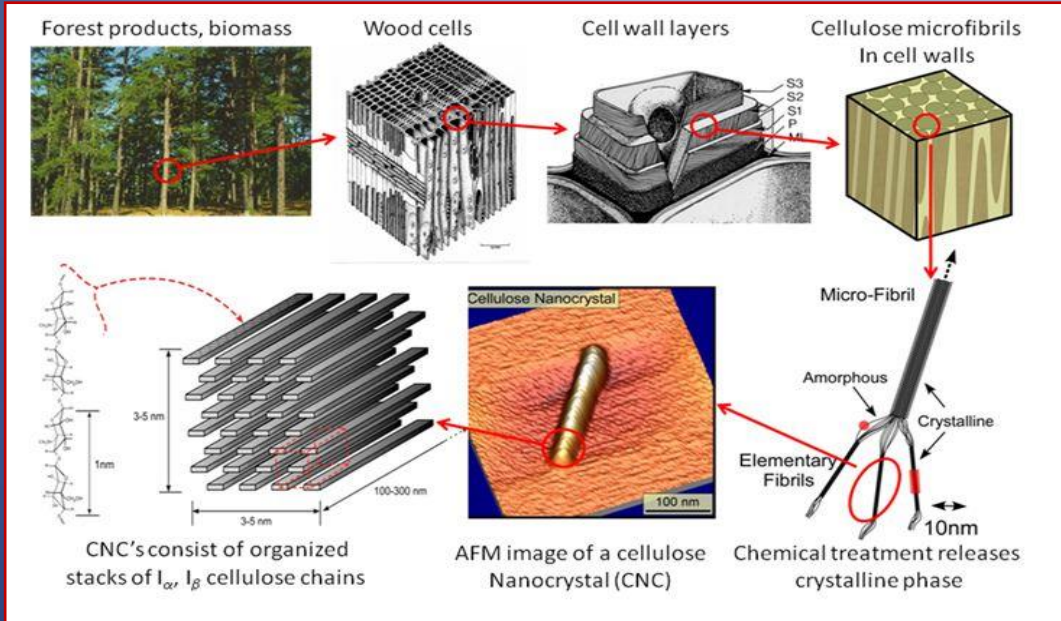 Forest products, biomass
Wood cells
Cell wall layers
Cellulose microfibrils
In cell walls
S3
S2
S1
P
ML
Micro-Fibril
Amorphous
Crystalline
Elementary
Fibrils
10nm
Cellulose Nanocrystal
100 nm
3-5 nm
1nm
100-300 nm
3-5 nm
CNC's consist of organized
stacks of Iα, Iβ cellulose chains
AFM image of a cellulose
Nanocrystal (CNC)
Chemical treatment releases
crystalline phase